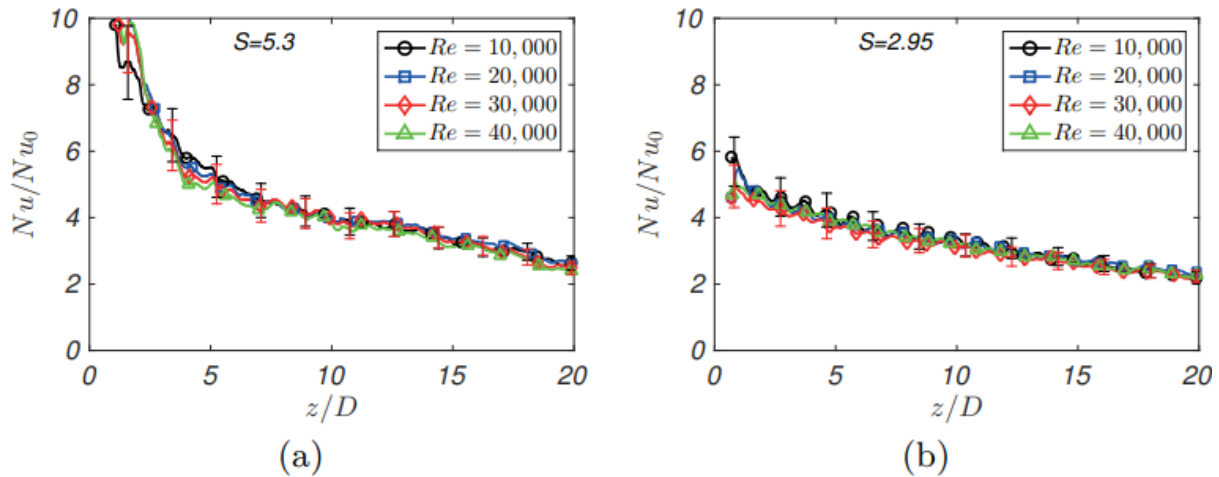 S=5.3
Re = 10,000
Re = 20,000
Re = 30,000
Re = 40,000
10
8
6
4
2
0
Nu/Nu₀
0 5 10 15 20
z/D
(a)
S=2.95
Re = 10,000
Re = 20,000
Re = 30,000
Re = 40,000
10
8
6
4
2
0
Nu/Nu₀
0 5 10 15 20
z/D
(b)